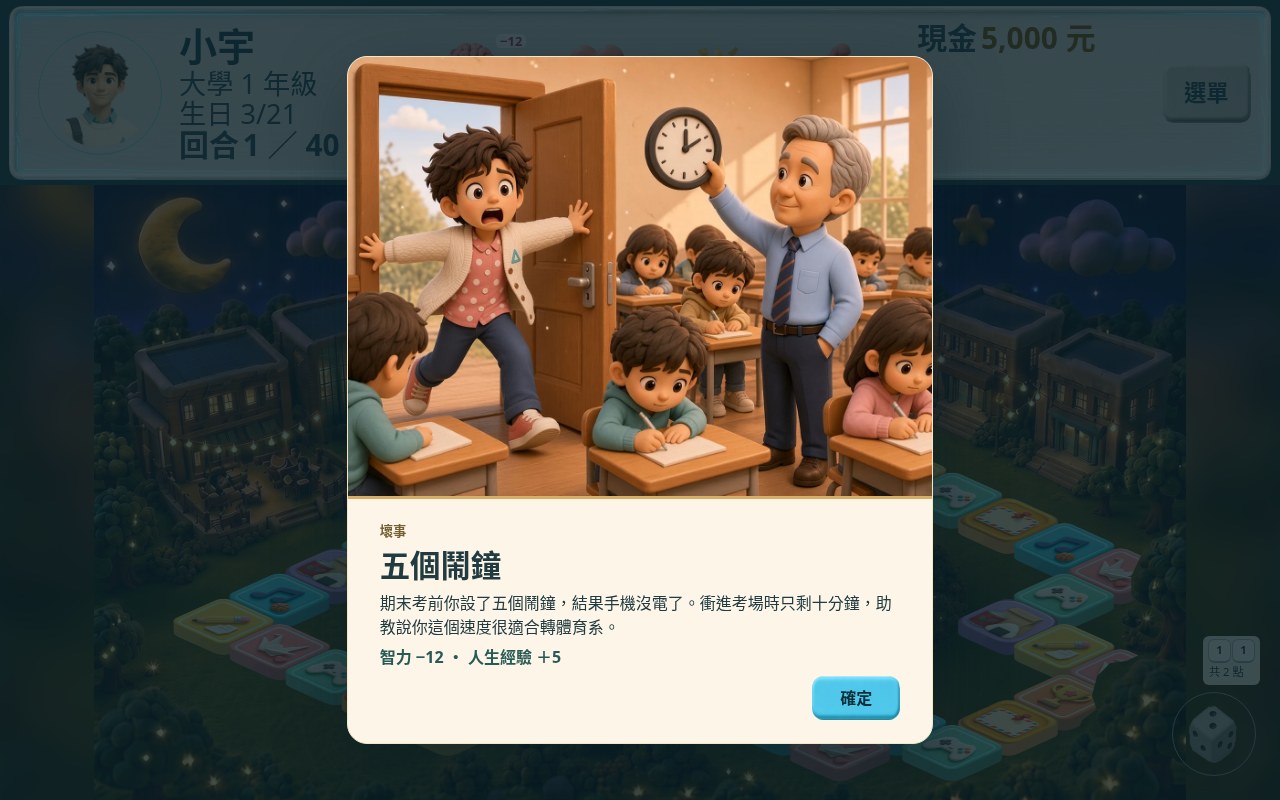 小宇
大學 1 年級
生日 3/21
回合 1 ／ 40
−12
現金 5,000 元
選單
壞事
五個鬧鐘
期末考前你設了五個鬧鐘，結果手機沒電了。衝進考場時只剩十分鐘，助
教說你這個速度很適合轉體育系。
智力 −12 ・ 人生經驗 ＋5
確定
1 1
共 2 點